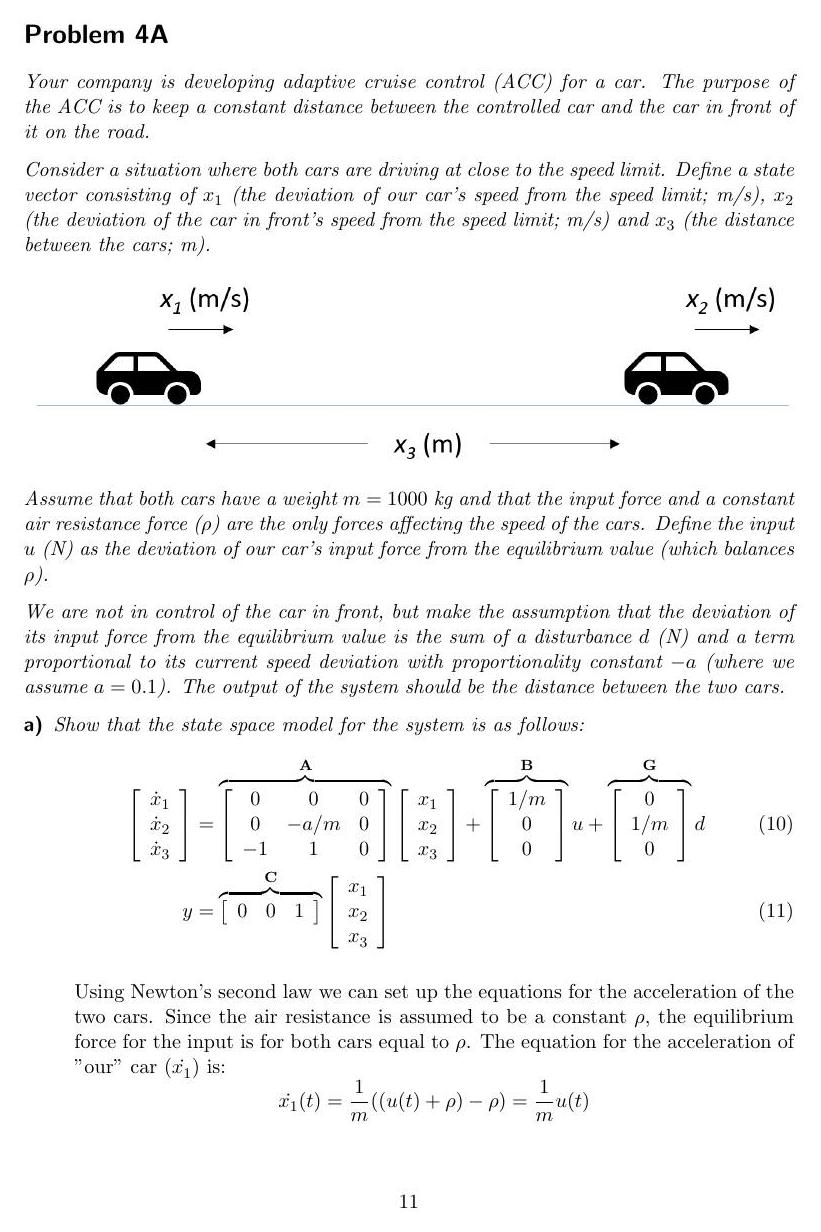 Problem 4A
Your company is developing adaptive cruise control (ACC) for a car. The purpose of
the ACC is to keep a constant distance between the controlled car and the car in front of
it on the road.
Consider a situation where both cars are driving at close to the speed limit. Define a state
vector consisting of x₁ (the deviation of our car's speed from the speed limit; m/s), x₂
(the deviation of the car in front's speed from the speed limit; m/s) and x₃ (the distance
between the cars; m).
x₁ (m/s) x₂ (m/s)
x₃ (m)
Assume that both cars have a weight m = 1000 kg and that the input force and a constant
air resistance force (ρ) are the only forces affecting the speed of the cars. Define the input
u (N) as the deviation of our car's input force from the equilibrium value (which balances
ρ).
We are not in control of the car in front, but make the assumption that the deviation of
its input force from the equilibrium value is the sum of a disturbance d (N) and a term
proportional to its current speed deviation with proportionality constant −a (where we
assume a = 0.1). The output of the system should be the distance between the two cars.
a) Show that the state space model for the system is as follows:
A B G
ẋ₁ 0 0 0 x₁ 1/m 0
ẋ₂ = 0 −a/m 0 x₂ + 0 u + 1/m d (10)
ẋ₃ −1 1 0 x₃ 0 0
C
x₁
y = [ 0 0 1 ] x₂ (11)
x₃
Using Newton's second law we can set up the equations for the acceleration of the
two cars. Since the air resistance is assumed to be a constant ρ, the equilibrium
force for the input is for both cars equal to ρ. The equation for the acceleration of
"our" car (ẋ₁) is:
ẋ₁(t) = 1/m((u(t) + ρ) − ρ) = 1/m u(t)
11